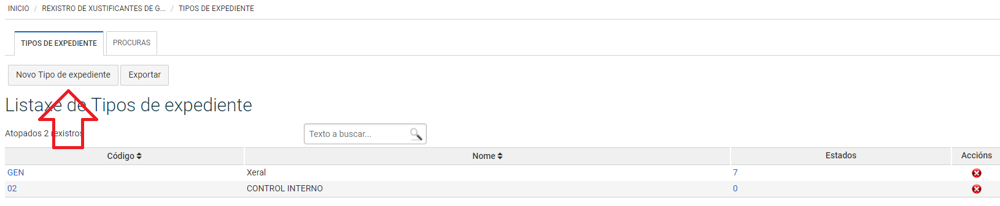 INICIO / REXISTRO DE XUSTIFICANTES DE G... / TIPOS DE EXPEDIENTE
TIPOS DE EXPEDIENTE PROCURAS
Novo Tipo de expediente Exportar
Listaxe de Tipos de expediente
Atopados 2 rexistros Texto a buscar...
Código Nome Estados Accións
GEN Xeral 7
02 CONTROL INTERNO 0